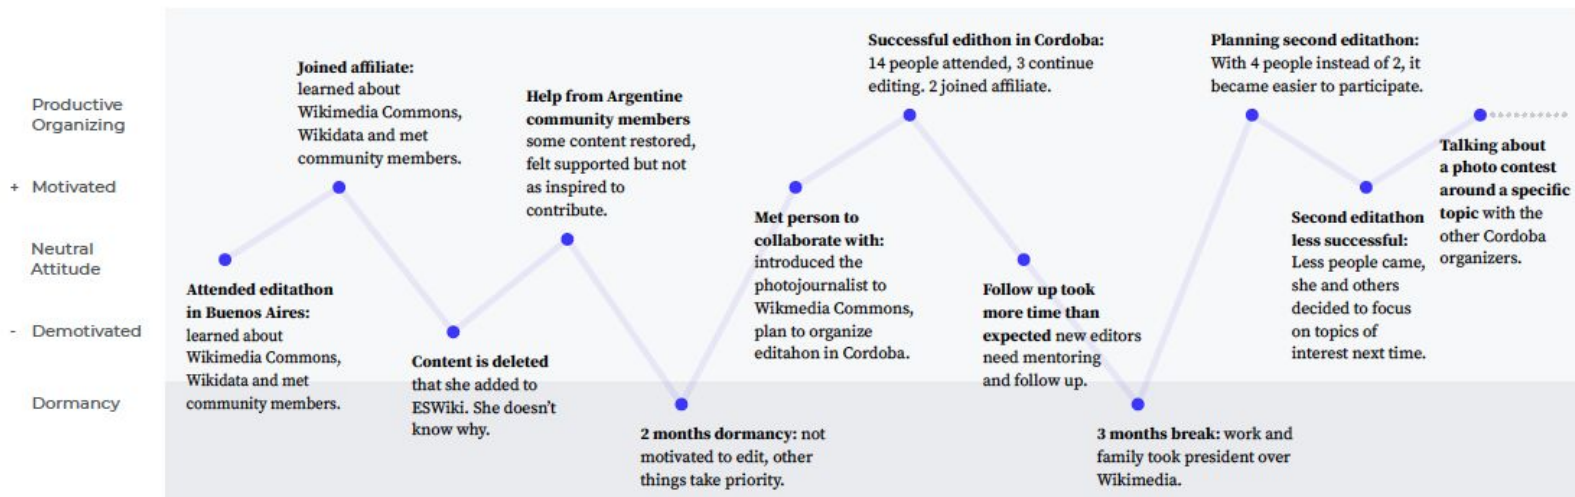 Productive
Organizing
+ Motivated
Neutral
Attitude
- Demotivated
Dormancy
Attended editathon
in Buenos Aires:
learned about
Wikimedia Commons,
Wikidata and met
community members.
Joined affiliate:
learned about
Wikimedia Commons,
Wikidata and met
community members.
Content is deleted
that she added to
ESWiki. She doesn't
know why.
Help from Argentine
community members
some content restored,
felt supported but not
as inspired to
contribute.
2 months dormancy: not
motivated to edit, other
things take priority.
Met person to
collaborate with:
introduced the
photojournalist to
Wikmedia Commons,
plan to organize
editahon in Cordoba.
Successful edithon in Cordoba:
14 people attended, 3 continue
editing. 2 joined affiliate.
Follow up took
more time than
expected new editors
need mentoring
and follow up.
3 months break: work and
family took president over
Wikimedia.
Planning second editathon:
With 4 people instead of 2, it
became easier to participate.
Second editathon
less successful:
Less people came,
she and others
decided to focus
on topics of
interest next time.
Talking about
a photo contest
around a specific
topic with the
other Cordoba
organizers.